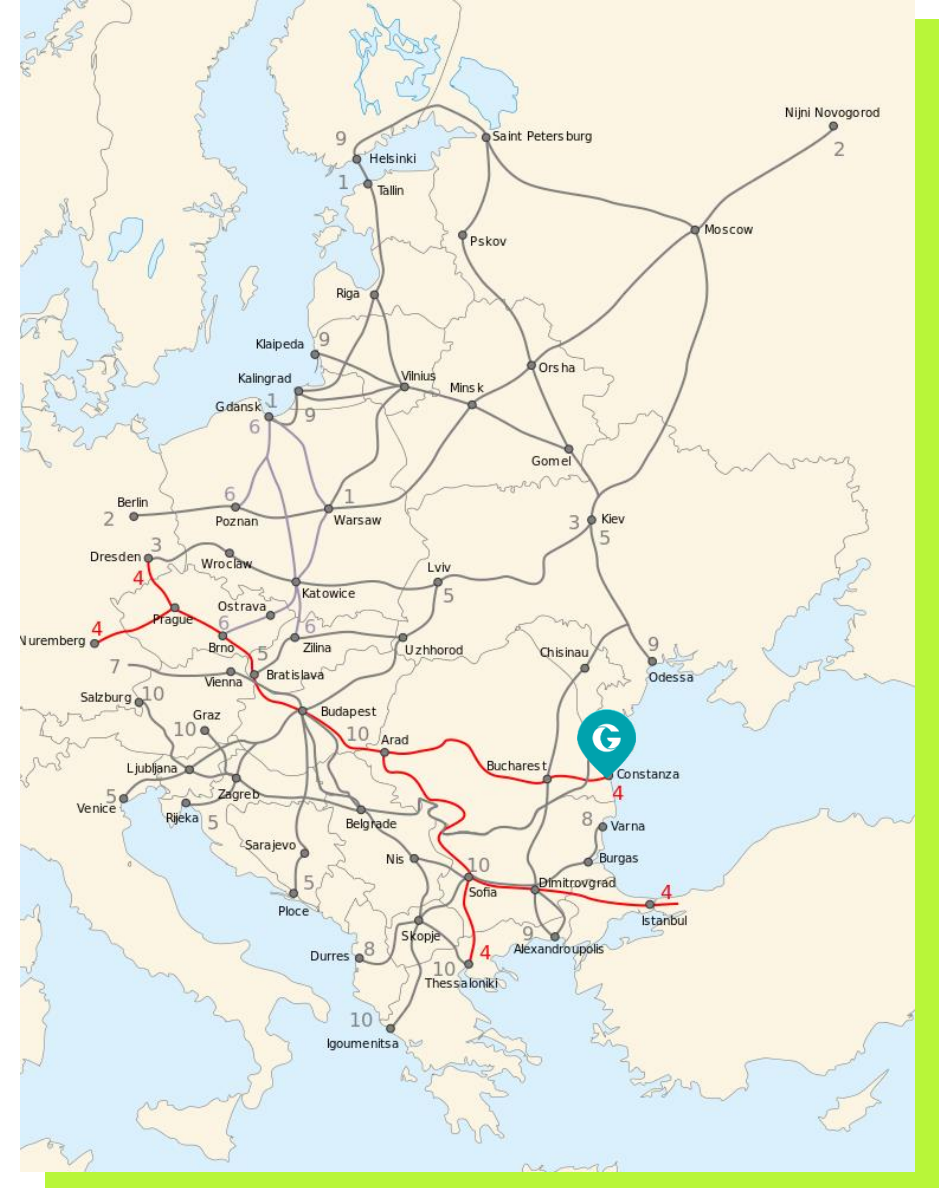 Nijni Novogorod
2
9
Saint Petersburg
Helsinki
1
Tallin
Moscow
Pskov
Riga
Klaipeda
9
Orsha
Kalingrad
Vilnius
Minsk
Gdansk
1
9
6
Gomel
Berlin
6
1
2
Poznan
Warsaw
3
Kiev
5
Dresden
3
Wroclaw
Lviv
4
Katowice
5
Ostrava
Prague
4
6
6
Nuremberg
Brno
Zilina
Uzhhorod
9
5
Chisinau
7
Vienna
Bratislava
Odessa
Salzburg
10
Graz
Budapest
10
10
Arad
G
Ljubljana
Bucharest
Constanza
4
5
Zagreb
Venice
Rijeka
5
Belgrade
8
Varna
Sarajevo
Nis
10
Burgas
5
Sofia
Dimitrovgrad
4
Ploce
Istanbul
Skopje
9
Alexandroupolis
Durres
8
4
10
Thessaloniki
10
Igoumenitsa